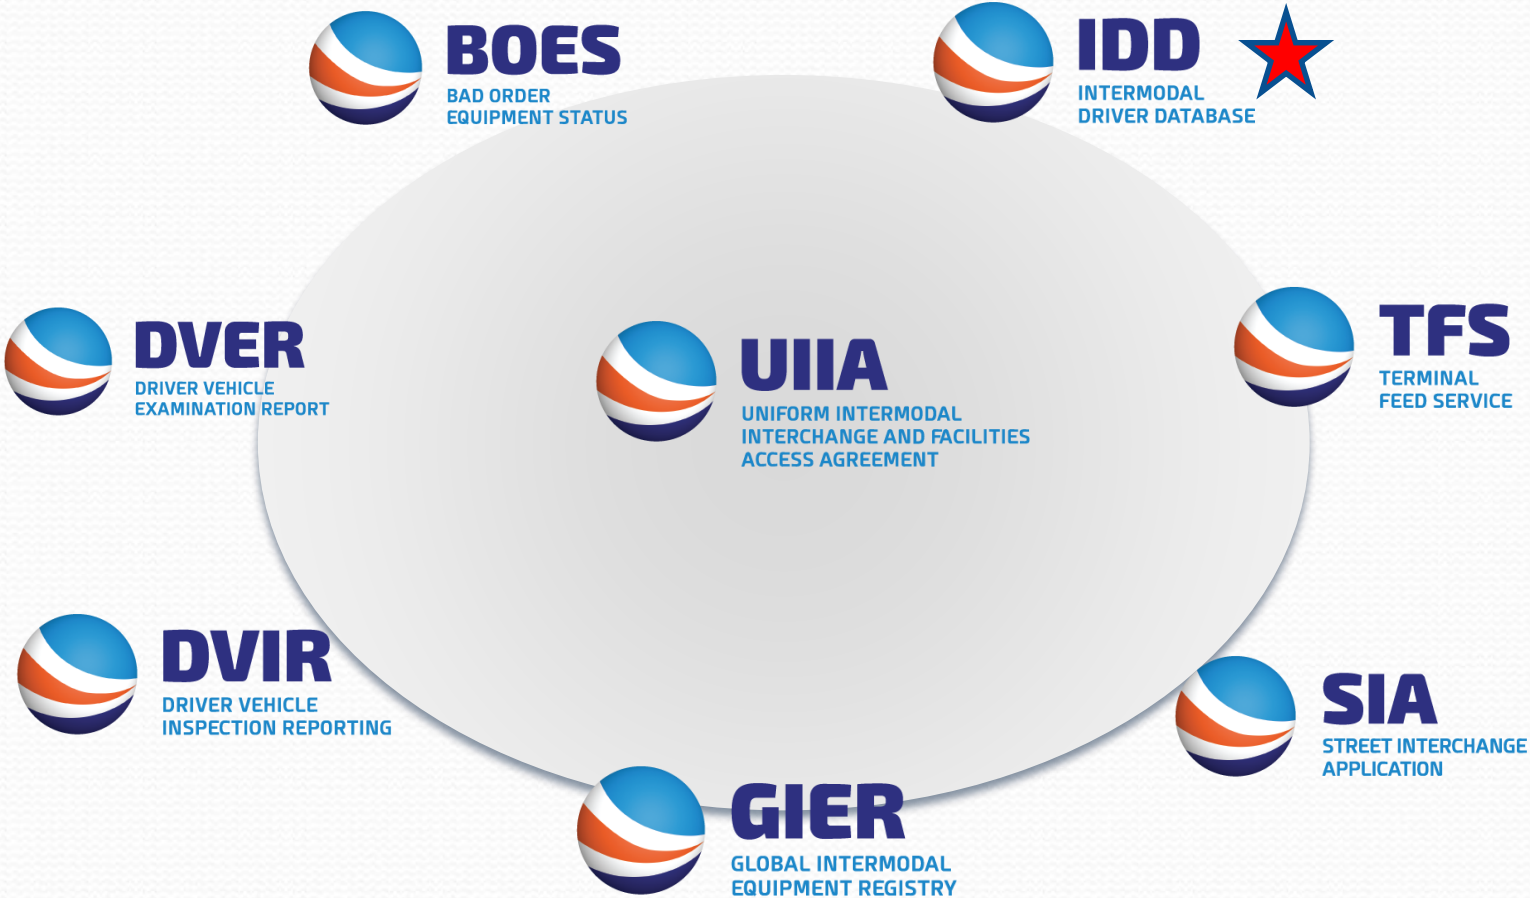 BOES
BAD ORDER
EQUIPMENT STATUS
IDD
INTERMODAL
DRIVER DATABASE
DVER
DRIVER VEHICLE
EXAMINATION REPORT
UIIA
UNIFORM INTERMODAL
INTERCHANGE AND FACILITIES
ACCESS AGREEMENT
TFS
TERMINAL
FEED SERVICE
DVIR
DRIVER VEHICLE
INSPECTION REPORTING
SIA
STREET INTERCHANGE
APPLICATION
GIER
GLOBAL INTERMODAL
EQUIPMENT REGISTRY